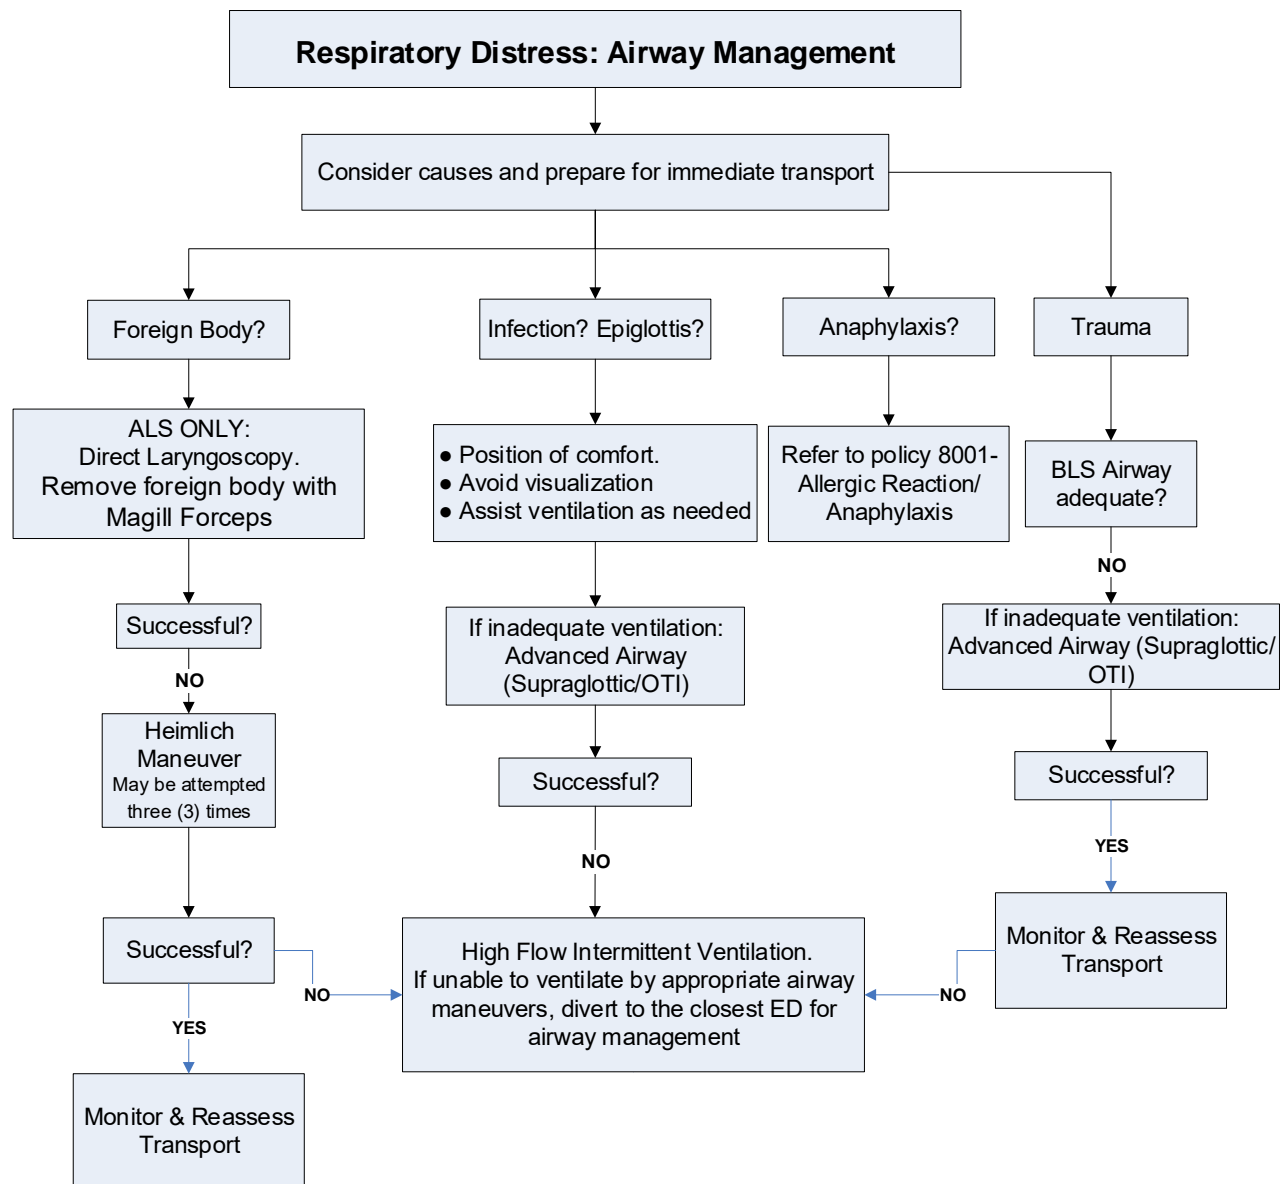 Respiratory Distress: Airway Management
Consider causes and prepare for immediate transport
Foreign Body?
Infection? Epiglottis?
Anaphylaxis?
Trauma
ALS ONLY:
Direct Laryngoscopy.
Remove foreign body with
Magill Forceps
● Position of comfort.
● Avoid visualization
● Assist ventilation as needed
Refer to policy 8001-
Allergic Reaction/
Anaphylaxis
BLS Airway
adequate?
NO
Successful?
If inadequate ventilation:
Advanced Airway
(Supraglottic/OTI)
If inadequate ventilation:
Advanced Airway (Supraglottic/
OTI)
NO
Heimlich
Maneuver
May be attempted
three (3) times
Successful?
Successful?
NO
YES
Successful?
NO
High Flow Intermittent Ventilation.
If unable to ventilate by appropriate airway
maneuvers, divert to the closest ED for
airway management
NO
Monitor & Reassess
Transport
YES
Monitor & Reassess
Transport